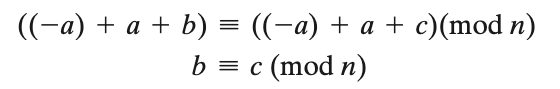 ((−a) + a + b) ≡ ((−a) + a + c)(mod n)
b ≡ c (mod n)